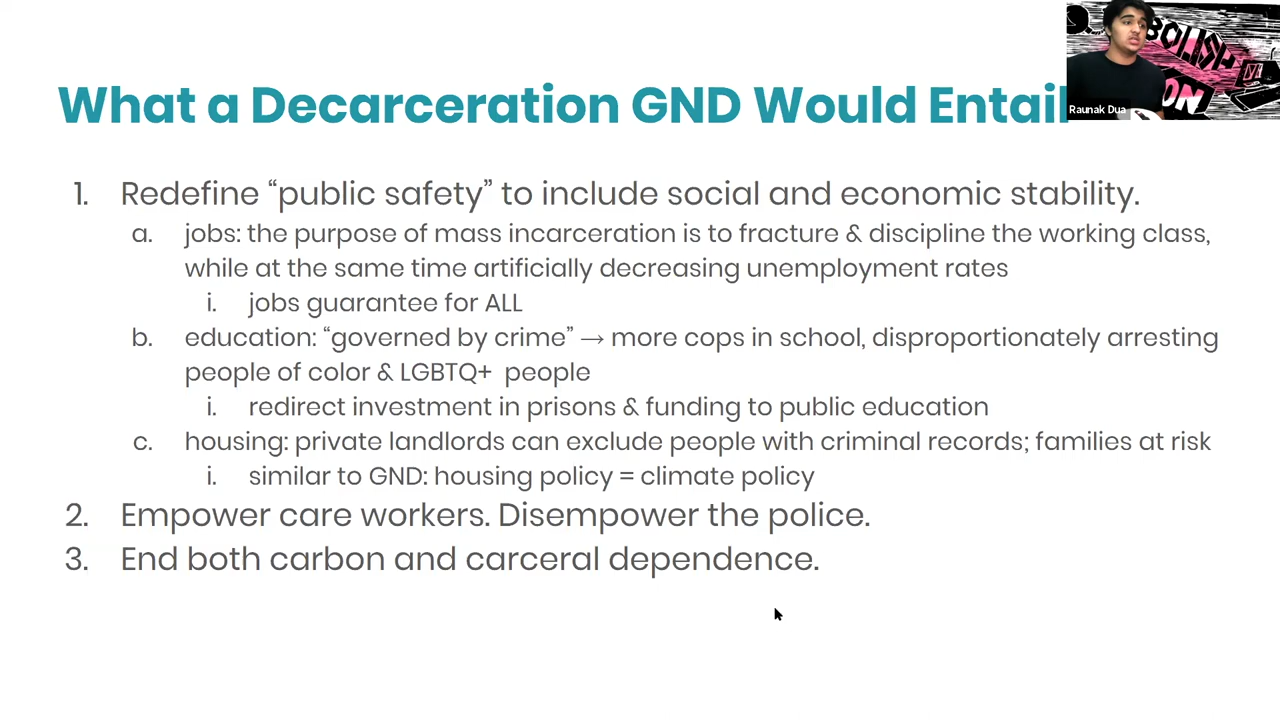 What a Decarceration GND Would Entail
BOLISH
ON
Raunak Dua
1. Redefine “public safety” to include social and economic stability.
a. jobs: the purpose of mass incarceration is to fracture & discipline the working class,
while at the same time artificially decreasing unemployment rates
i. jobs guarantee for ALL
b. education: “governed by crime” → more cops in school, disproportionately arresting
people of color & LGBTQ+ people
i. redirect investment in prisons & funding to public education
c. housing: private landlords can exclude people with criminal records; families at risk
i. similar to GND: housing policy = climate policy
2. Empower care workers. Disempower the police.
3. End both carbon and carceral dependence.